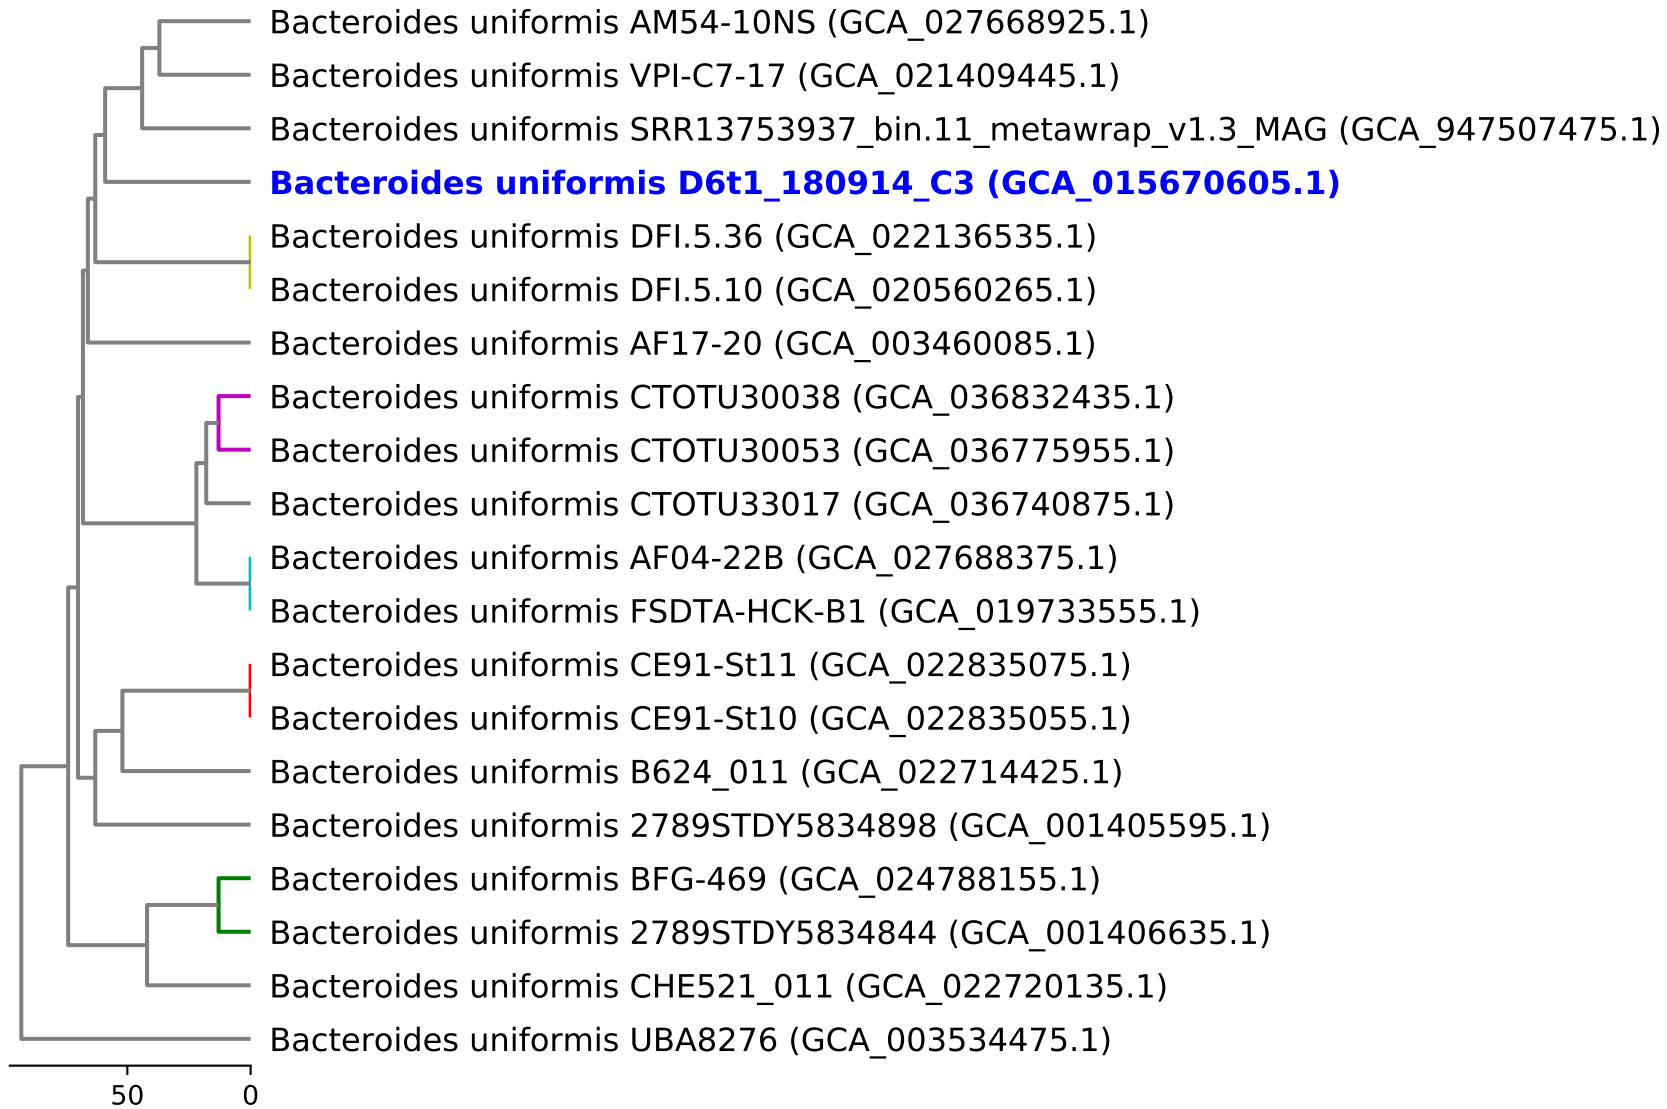 Bacteroides uniformis AM54-10NS (GCA_027668925.1)
Bacteroides uniformis VPI-C7-17 (GCA_021409445.1)
Bacteroides uniformis SRR13753937_bin.11_metawrap_v1.3_MAG (GCA_947507475.1)
Bacteroides uniformis D6t1_180914_C3 (GCA_015670605.1)
Bacteroides uniformis DFI.5.36 (GCA_022136535.1)
Bacteroides uniformis DFI.5.10 (GCA_020560265.1)
Bacteroides uniformis AF17-20 (GCA_003460085.1)
Bacteroides uniformis CTOTU30038 (GCA_036832435.1)
Bacteroides uniformis CTOTU30053 (GCA_036775955.1)
Bacteroides uniformis CTOTU33017 (GCA_036740875.1)
Bacteroides uniformis AF04-22B (GCA_027688375.1)
Bacteroides uniformis FSDTA-HCK-B1 (GCA_019733555.1)
Bacteroides uniformis CE91-St11 (GCA_022835075.1)
Bacteroides uniformis CE91-St10 (GCA_022835055.1)
Bacteroides uniformis B624_011 (GCA_022714425.1)
Bacteroides uniformis 2789STDY5834898 (GCA_001405595.1)
Bacteroides uniformis BFG-469 (GCA_024788155.1)
Bacteroides uniformis 2789STDY5834844 (GCA_001406635.1)
Bacteroides uniformis CHE521_011 (GCA_022720135.1)
Bacteroides uniformis UBA8276 (GCA_003534475.1)
50 0